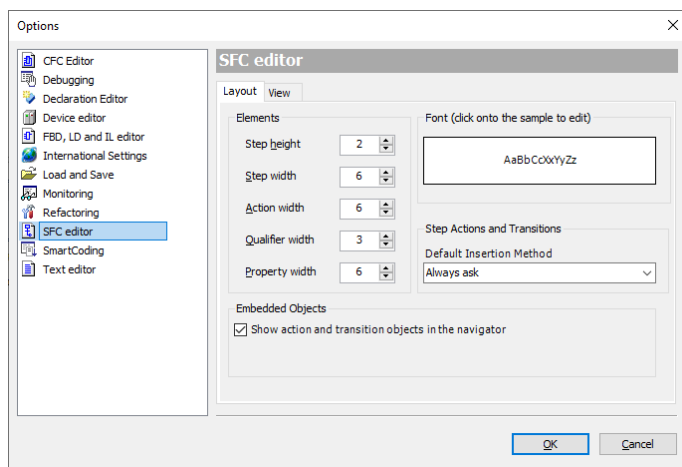 Options
CFC Editor
Debugging
Declaration Editor
Device editor
FBD, LD and IL editor
International Settings
Load and Save
Monitoring
Refactoring
SFC editor
SmartCoding
Text editor
SFC editor
Layout View
Elements
Step height 2
Step width 6
Action width 6
Qualifier width 3
Property width 6
Font (click onto the sample to edit)
AaBbCcXxYyZz
Step Actions and Transitions
Default Insertion Method
Always ask
Embedded Objects
Show action and transition objects in the navigator
OK Cancel